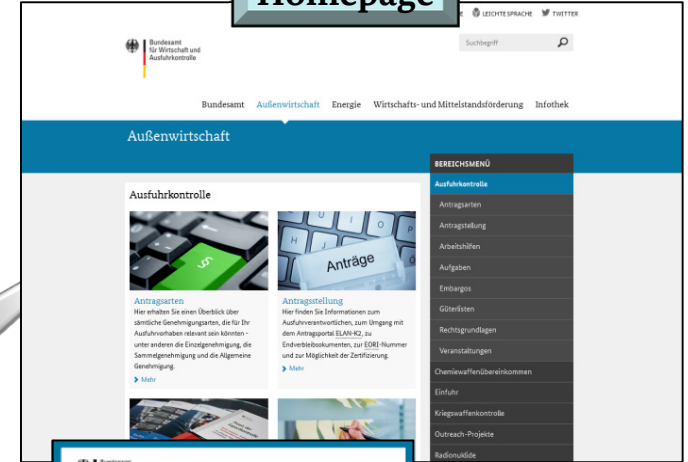 Homepage
LEICHTE SPRACHE TWITTER
Bundesamt
für Wirtschaft und
Ausfuhrkontrolle
Suchbegriff
Bundesamt Außenwirtschaft Energie Wirtschafts- und Mittelstandsförderung Infothek
Außenwirtschaft
BEREICHSMENÜ
Ausfuhrkontrolle
Antragsarten
Antragstellung
Arbeitshilfen
Aufgaben
Embargos
Güterlisten
Rechtsgrundlagen
Veranstaltungen
Chemiewaffenübereinkommen
Einfuhr
Kriegswaffenkontrolle
Outreach-Projekte
Radionuklide
Ausfuhrkontrolle
§
U I O P
H J
Anträge
Antragsarten
Hier erhalten Sie einen Überblick über
sämtliche Genehmigungsarten, die für Ihr
Ausfuhrvorhaben relevant sein könnten -
unter anderen die Einzelgenehmigung, die
Sammelgenehmigung und die Allgemeine
Genehmigung.
Mehr
Antragsstellung
Hier finden Sie Informationen zum
Ausfuhrverantwortlichen, zum Umgang mit
dem Antragsportal ELAN-K2, zu
Endverbleibsdokumenten, zur EORI-Nummer
und zur Möglichkeit der Zertifizierung.
Mehr